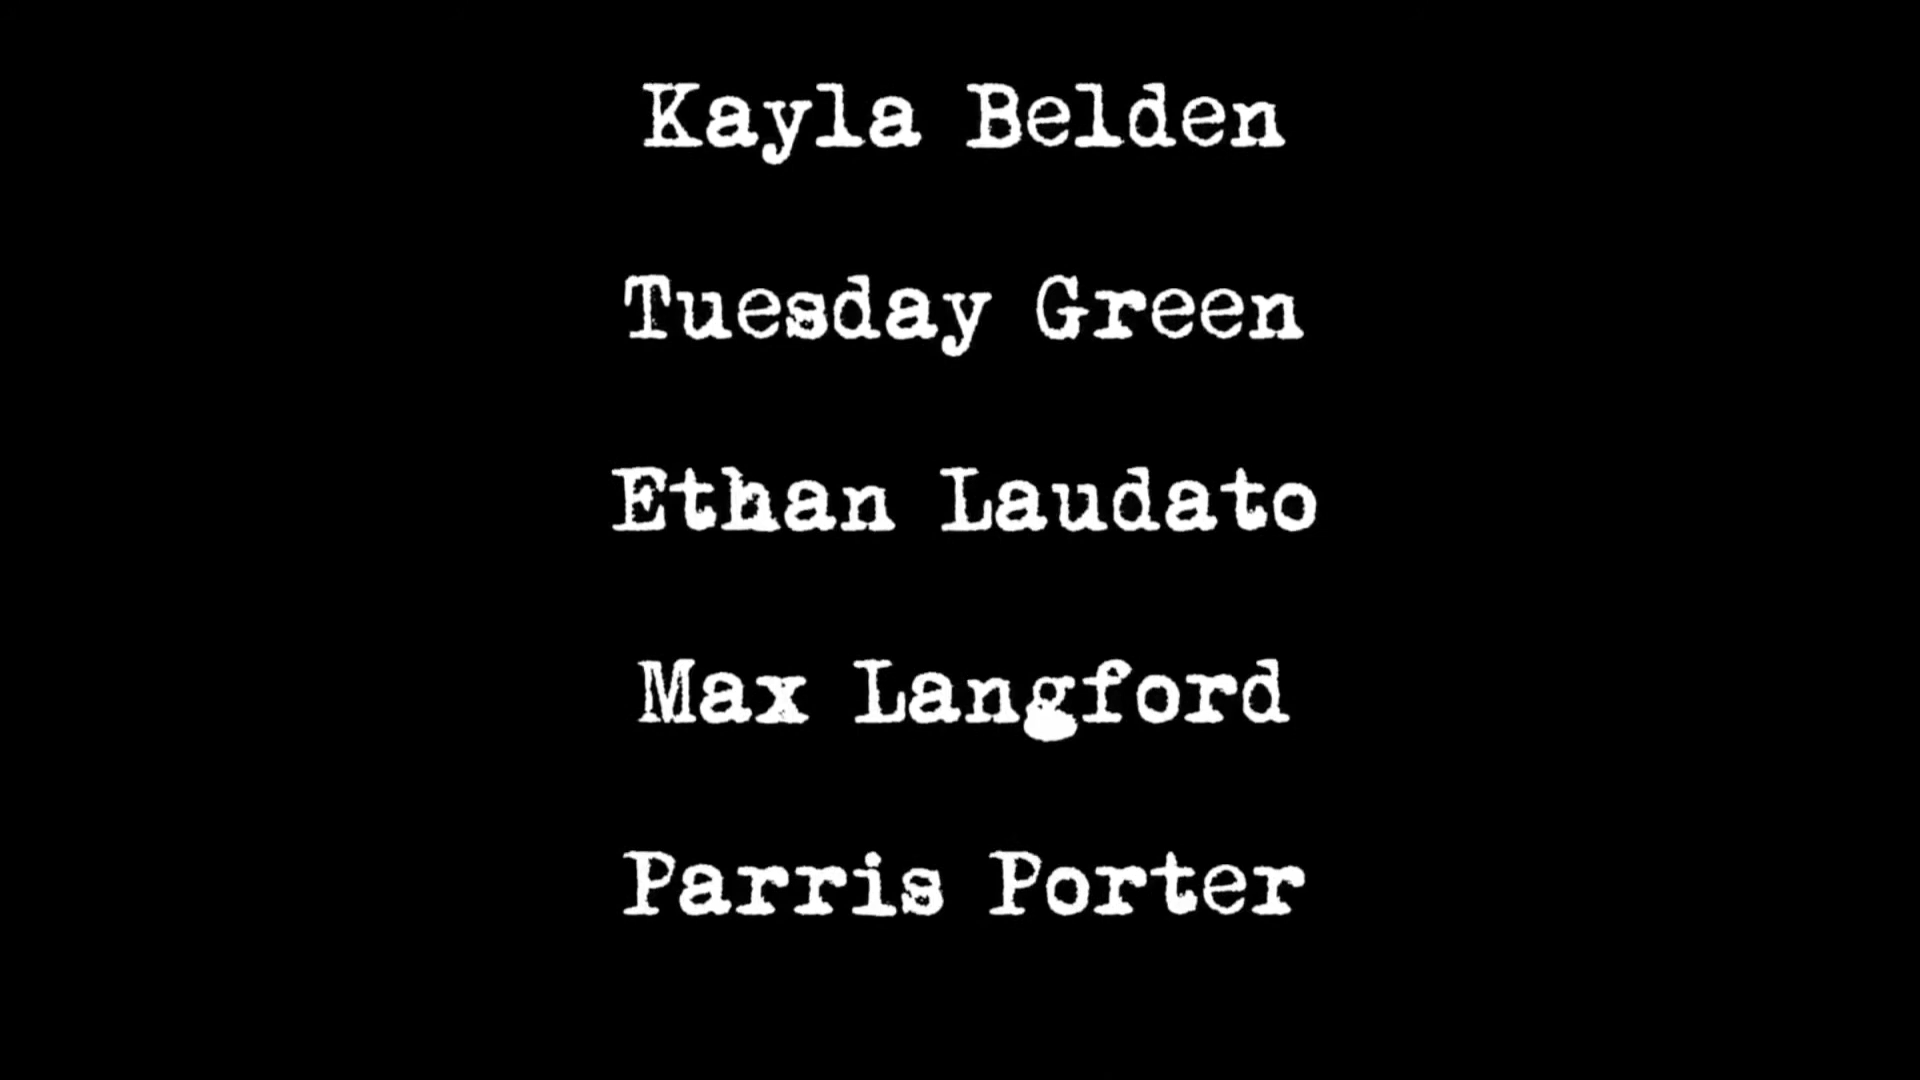 Kayla Belden
Tuesday Green
Ethan Laudato
Max Langford
Parris Porter